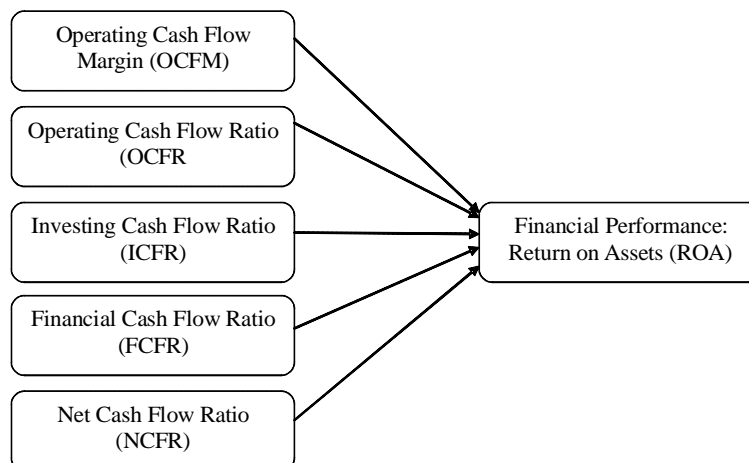 Operating Cash Flow
Margin (OCFM)
Operating Cash Flow Ratio
(OCFR
Investing Cash Flow Ratio
(ICFR)
Financial Cash Flow Ratio
(FCFR)
Net Cash Flow Ratio
(NCFR)
Financial Performance:
Return on Assets (ROA)